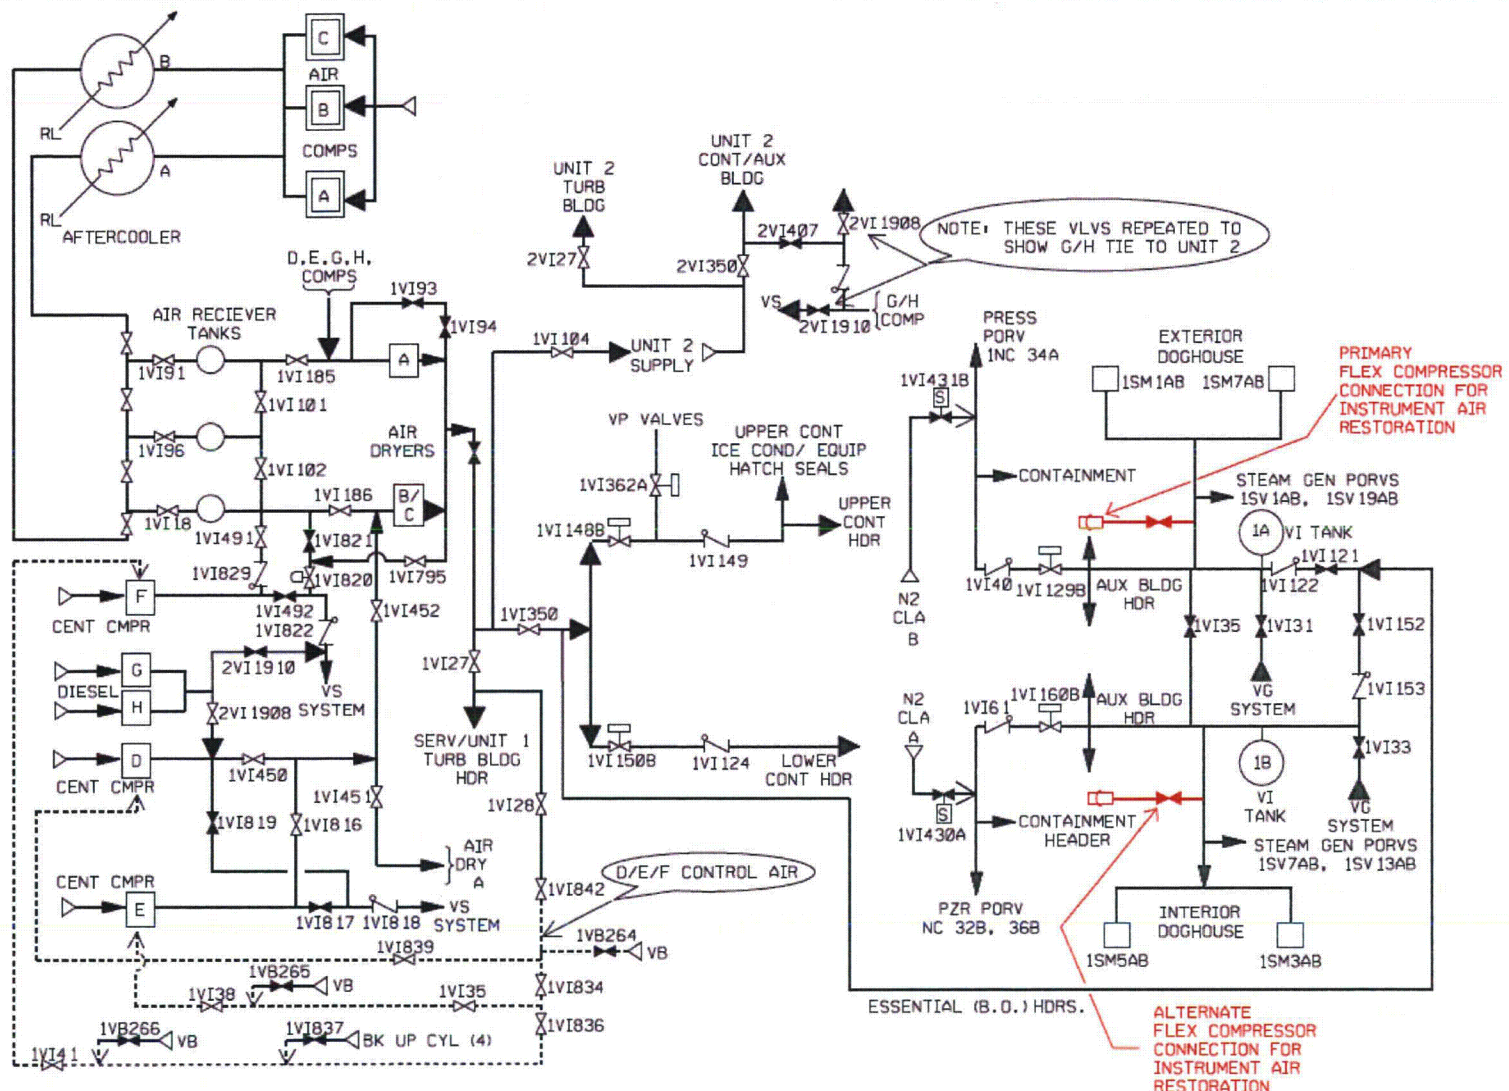 B
RL
A
RL
AFTERCOOLER
C
AIR
B
COMPS
A
D.E.G.H.
COMPS
1VI93
1VI94
AIR RECIEVER
TANKS
1VI91
1VI185
A
1VI101
1VI96
AIR
DRYERS
1VI102
1VI186
B/
C
1VI18
1VI491
1VI821
1VI829
1VI820
1VI795
F
1VI492
1VI452
CENT CMPR
1VI822
G
2VI1910
DIESEL
H
VS
SYSTEM
2VI1908
D
CENT CMPR
1VI450
1VI451
1VI819
1VI816
AIR
DRY
A
CENT CMPR
E
1VI817
1VI818
VS
SYSTEM
1VI839
1VB265
VB
1VI38
1VI35
1VB266
VB
1VI837
BK UP CYL (4)
1VI41
UNIT 2
TURB
BLDG
2VI27
UNIT 2
CONT/AUX
BLDG
2VI407
2VI1908
2VI350
NOTE: THESE VLVS REPEATED TO
SHOW G/H TIE TO UNIT 2
VS
2VI1910
G/H
COMP
1VI104
UNIT 2
SUPPLY
VP VALVES
1VI362A
UPPER CONT
ICE COND/ EQUIP
HATCH SEALS
1VI148B
1VI149
UPPER
CONT
HDR
1VI350
1VI27
SERV/UNIT 1
TURB BLDG
HDR
1VI150B
1VI124
LOWER
CONT HDR
1VI28
1VI842
D/E/F CONTROL AIR
1VB264
VB
1VI834
1VI836
PRESS
PORV
1NC 34A
1VI431B
S
CONTAINMENT
N2
CLA
B
1VI40
1VI129B
AUX BLDG
HDR
EXTERIOR
DOGHOUSE
1SM1AB
1SM7AB
STEAM GEN PORVS
1SV1AB, 1SV19AB
1A
VI TANK
1VI121
1VI122
1VI35
1VI31
1VI152
VG
SYSTEM
1VI153
N2
CLA
A
1VI61
1VI160B
AUX BLDG
HDR
1VI33
1B
VI
TANK
VG
SYSTEM
S
1VI430A
CONTAINMENT
HEADER
STEAM GEN PORVS
1SV7AB, 1SV13AB
PZR PORV
NC 32B, 36B
INTERIOR
DOGHOUSE
1SM5AB
1SM3AB
ESSENTIAL (B.O.) HDRS.
PRIMARY
FLEX COMPRESSOR
CONNECTION FOR
INSTRUMENT AIR
RESTORATION
ALTERNATE
FLEX COMPRESSOR
CONNECTION FOR
INSTRUMENT AIR
RESTORATION